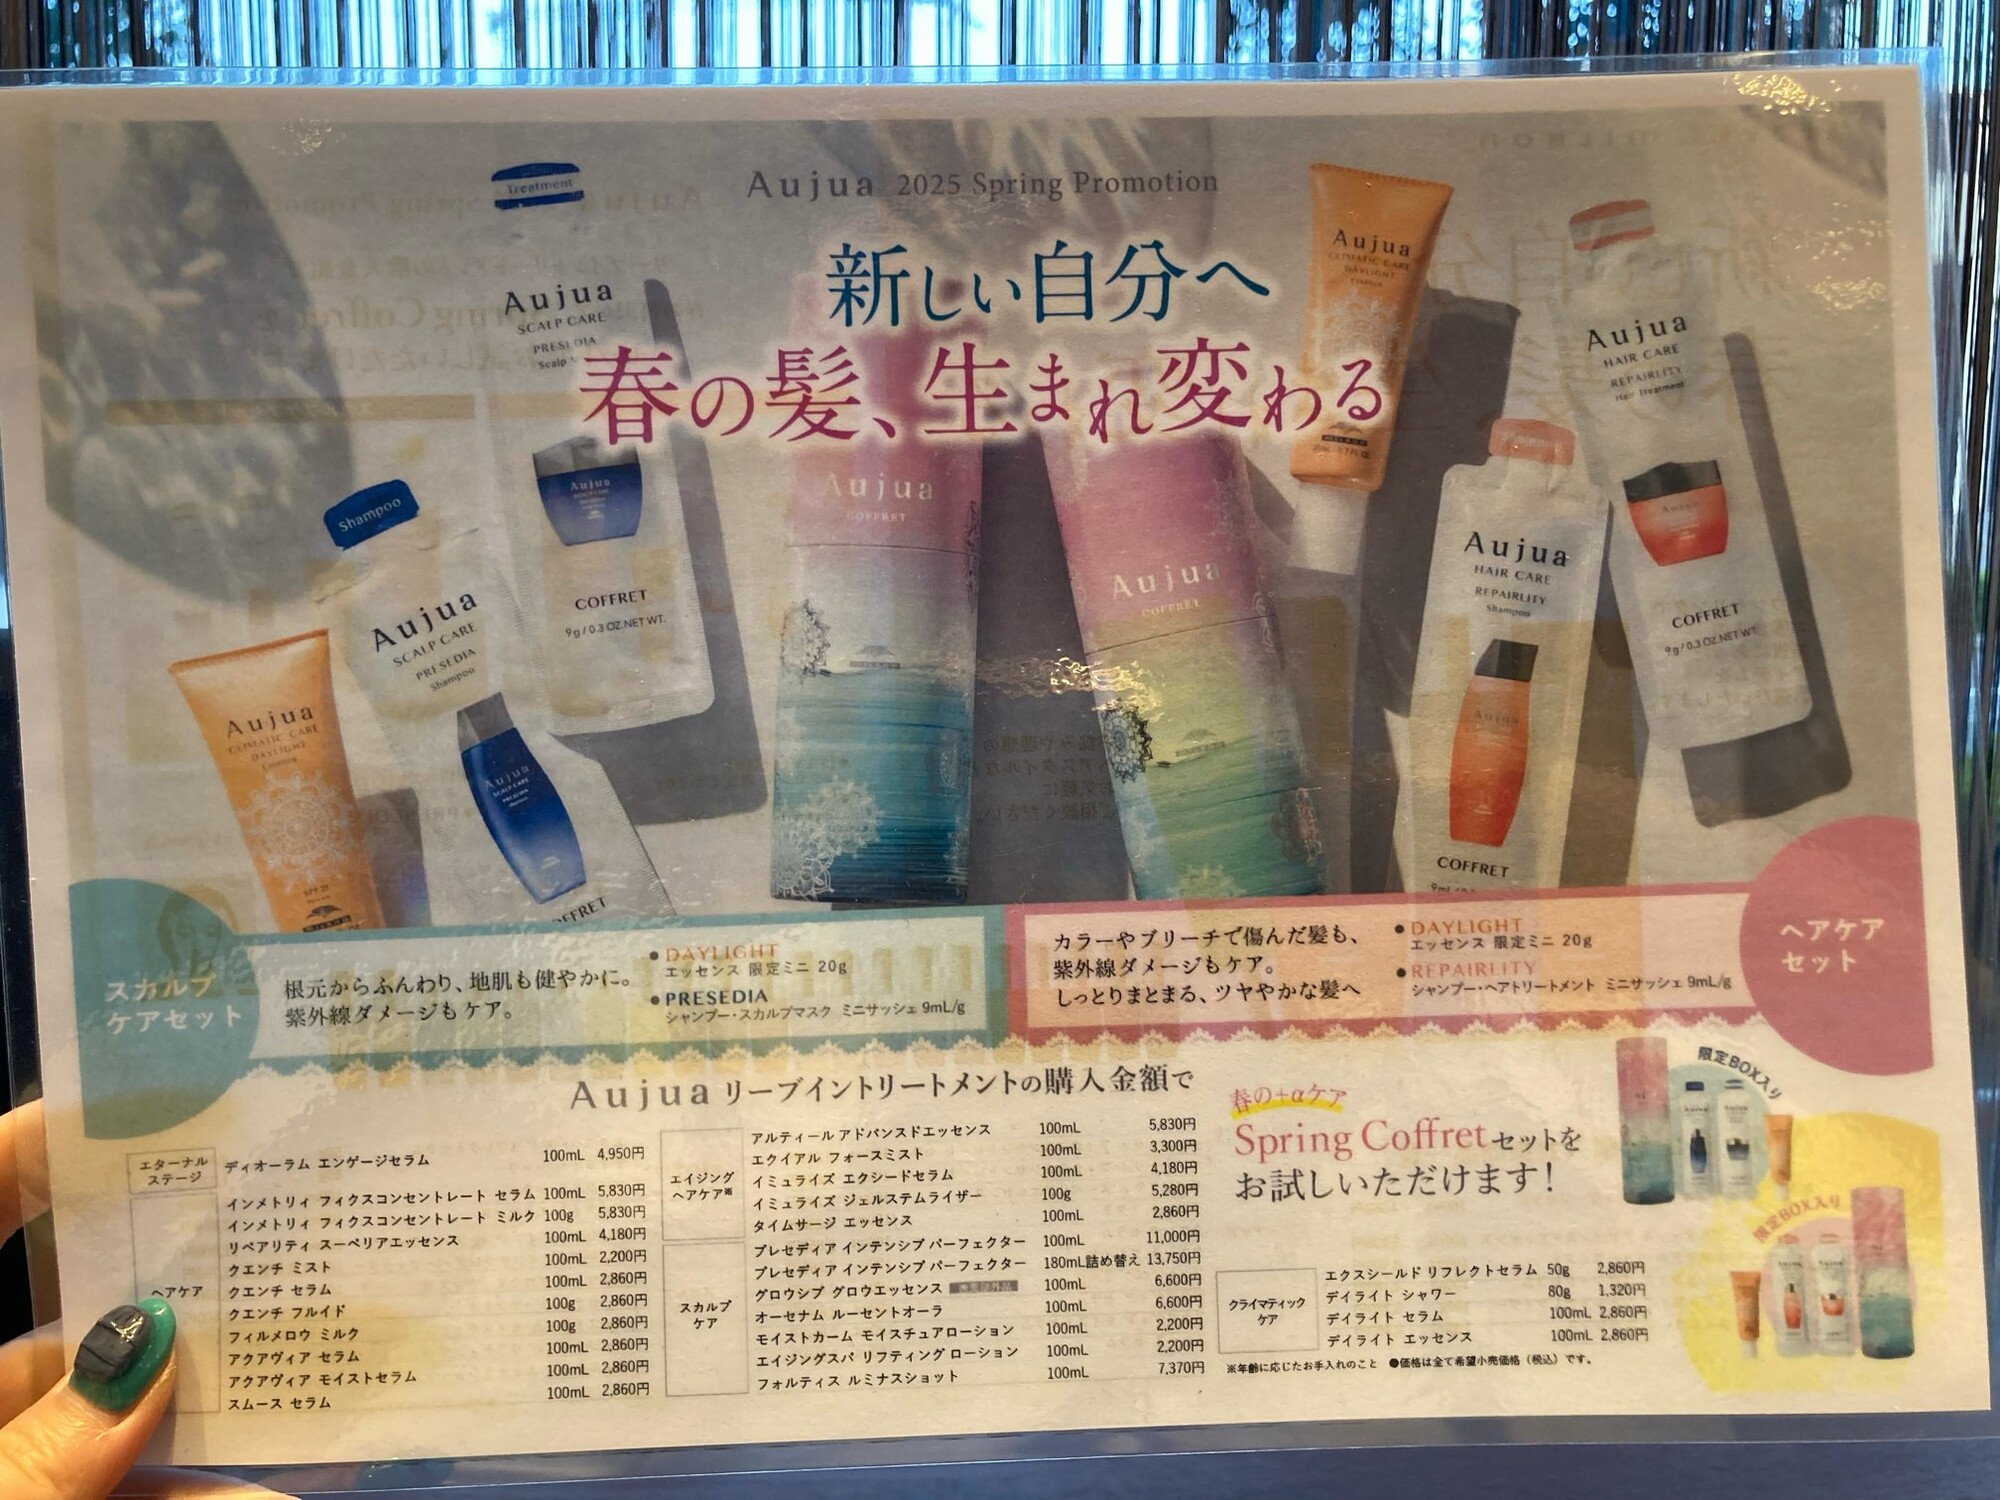 Aujua 2025 Spring Promotion
新しい自分へ
春の髪、生まれ変わる
Treatment
Aujua
SCALP CARE
PRESEDIA
Shampoo
Aujua
SCALP CARE
PRESEDIA
Shampoo
COFFRET
9g/0.3 OZ.NET WT.
Aujua
CLIMATIC CARE
DAYLIGHT
Essence
Aujua
COFFRET
Aujua
COFFRET
Aujua
CLIMATIC CARE
DAYLIGHT
Essence
Aujua
HAIR CARE
REPAIRLITY
Hair Treatment
Shampoo
Aujua
HAIR CARE
REPAIRLITY
Shampoo
COFFRET
COFFRET
9g/0.3 OZ.NET WT.
スカルプ
ケアセット
根元からふんわり、地肌も健やかに。
紫外線ダメージもケア。
●DAYLIGHT
エッセンス 限定ミニ 20g
●PRESEDIA
シャンプー・スカルプマスク ミニサッシェ 9mL/g
カラーやブリーチで傷んだ髪も、
紫外線ダメージもケア。
しっとりまとまる、ツヤやかな髪へ
●DAYLIGHT
エッセンス 限定ミニ 20g
●REPAIRLITY
シャンプー・ヘアトリートメント ミニサッシェ 9mL/g
ヘアケア
セット
Aujua リーブイントリートメントの購入金額で
エターナル
ステージ
ディオーラム エンゲージセラム 100mL 4,950円
ヘアケア
インメトリィ フィクスコンセントレート セラム 100mL 5,830円
インメトリィ フィクスコンセントレート ミルク 100g 5,830円
リペアリティ スーペリアエッセンス 100mL 4,180円
クエンチ ミスト 100mL 2,200円
クエンチ セラム 100mL 2,860円
クエンチ フルイド 100g 2,860円
フィルメロウ ミルク 100g 2,860円
アクアヴィア セラム 100mL 2,860円
アクアヴィア モイストセラム 100mL 2,860円
スムース セラム 100mL 2,860円
エイジング
ヘアケア※
アルティール アドバンスドエッセンス 100mL 5,830円
エクイアル フォースミスト 100mL 3,300円
イミュライズ エクシードセラム 100mL 4,180円
イミュライズ ジェルステムライザー 100g 5,280円
タイムサージ エッセンス 100mL 2,860円
スカルプ
ケア
プレセディア インテンシブ パーフェクター 100mL 11,000円
プレセディア インテンシブ パーフェクター 180mL詰め替え 13,750円
グロウシブ グロウエッセンス 100mL 6,600円
オーセナム ルーセントオーラ 100mL 6,600円
モイストカーム モイスチュアローション 100mL 2,200円
エイジングスパ リフティング ローション 100mL 2,200円
フォルティス ルミナスショット 100mL 7,370円
春の+αケア
Spring Coffretセットを
お試しいただけます!
限定BOX入り
限定BOX入り
クライマティック
ケア
エクスシールド リフレクトセラム 50g 2,860円
デイライト シャワー 80g 1,320円
デイライト セラム 100mL 2,860円
デイライト エッセンス 100mL 2,860円
※年齢に応じたお手入れのこと ●価格は全て希望小売価格(税込)です。